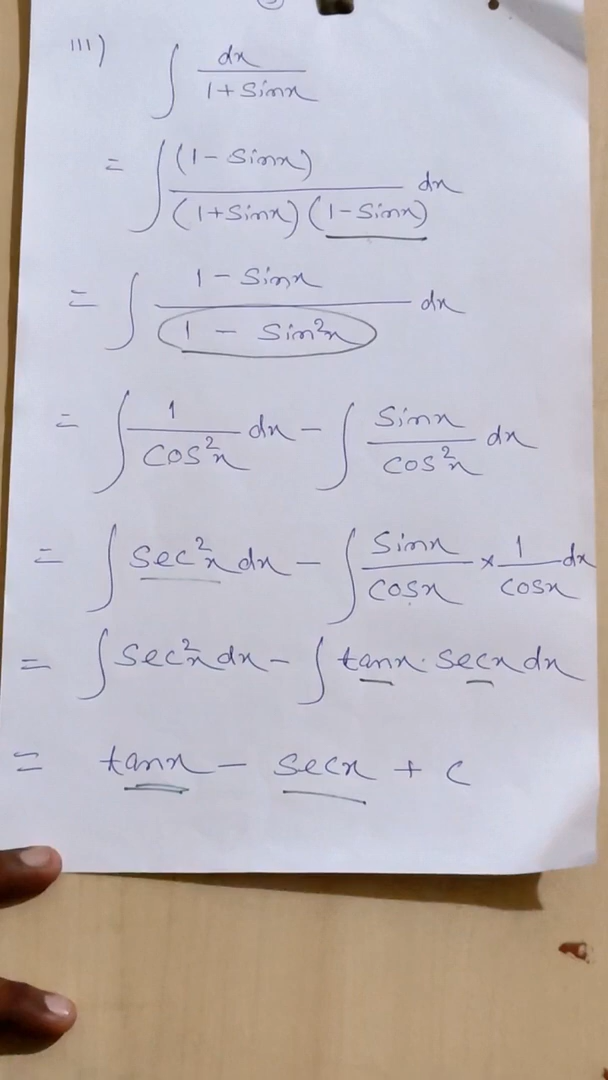 111) ∫ dx / (1 + Sinx)
= ∫ (1 - Sinx) / ((1 + Sinx) (1 - Sinx)) dx
= ∫ (1 - Sinx) / (1 - Sin²x) dx
= ∫ 1 / cos²x dx - ∫ Sinx / cos²x dx
= ∫ sec²x dx - ∫ Sinx / cosx × 1 / cosx dx
= ∫ Sec²x dx - ∫ tanx · secx dx
= tanx - secx + c